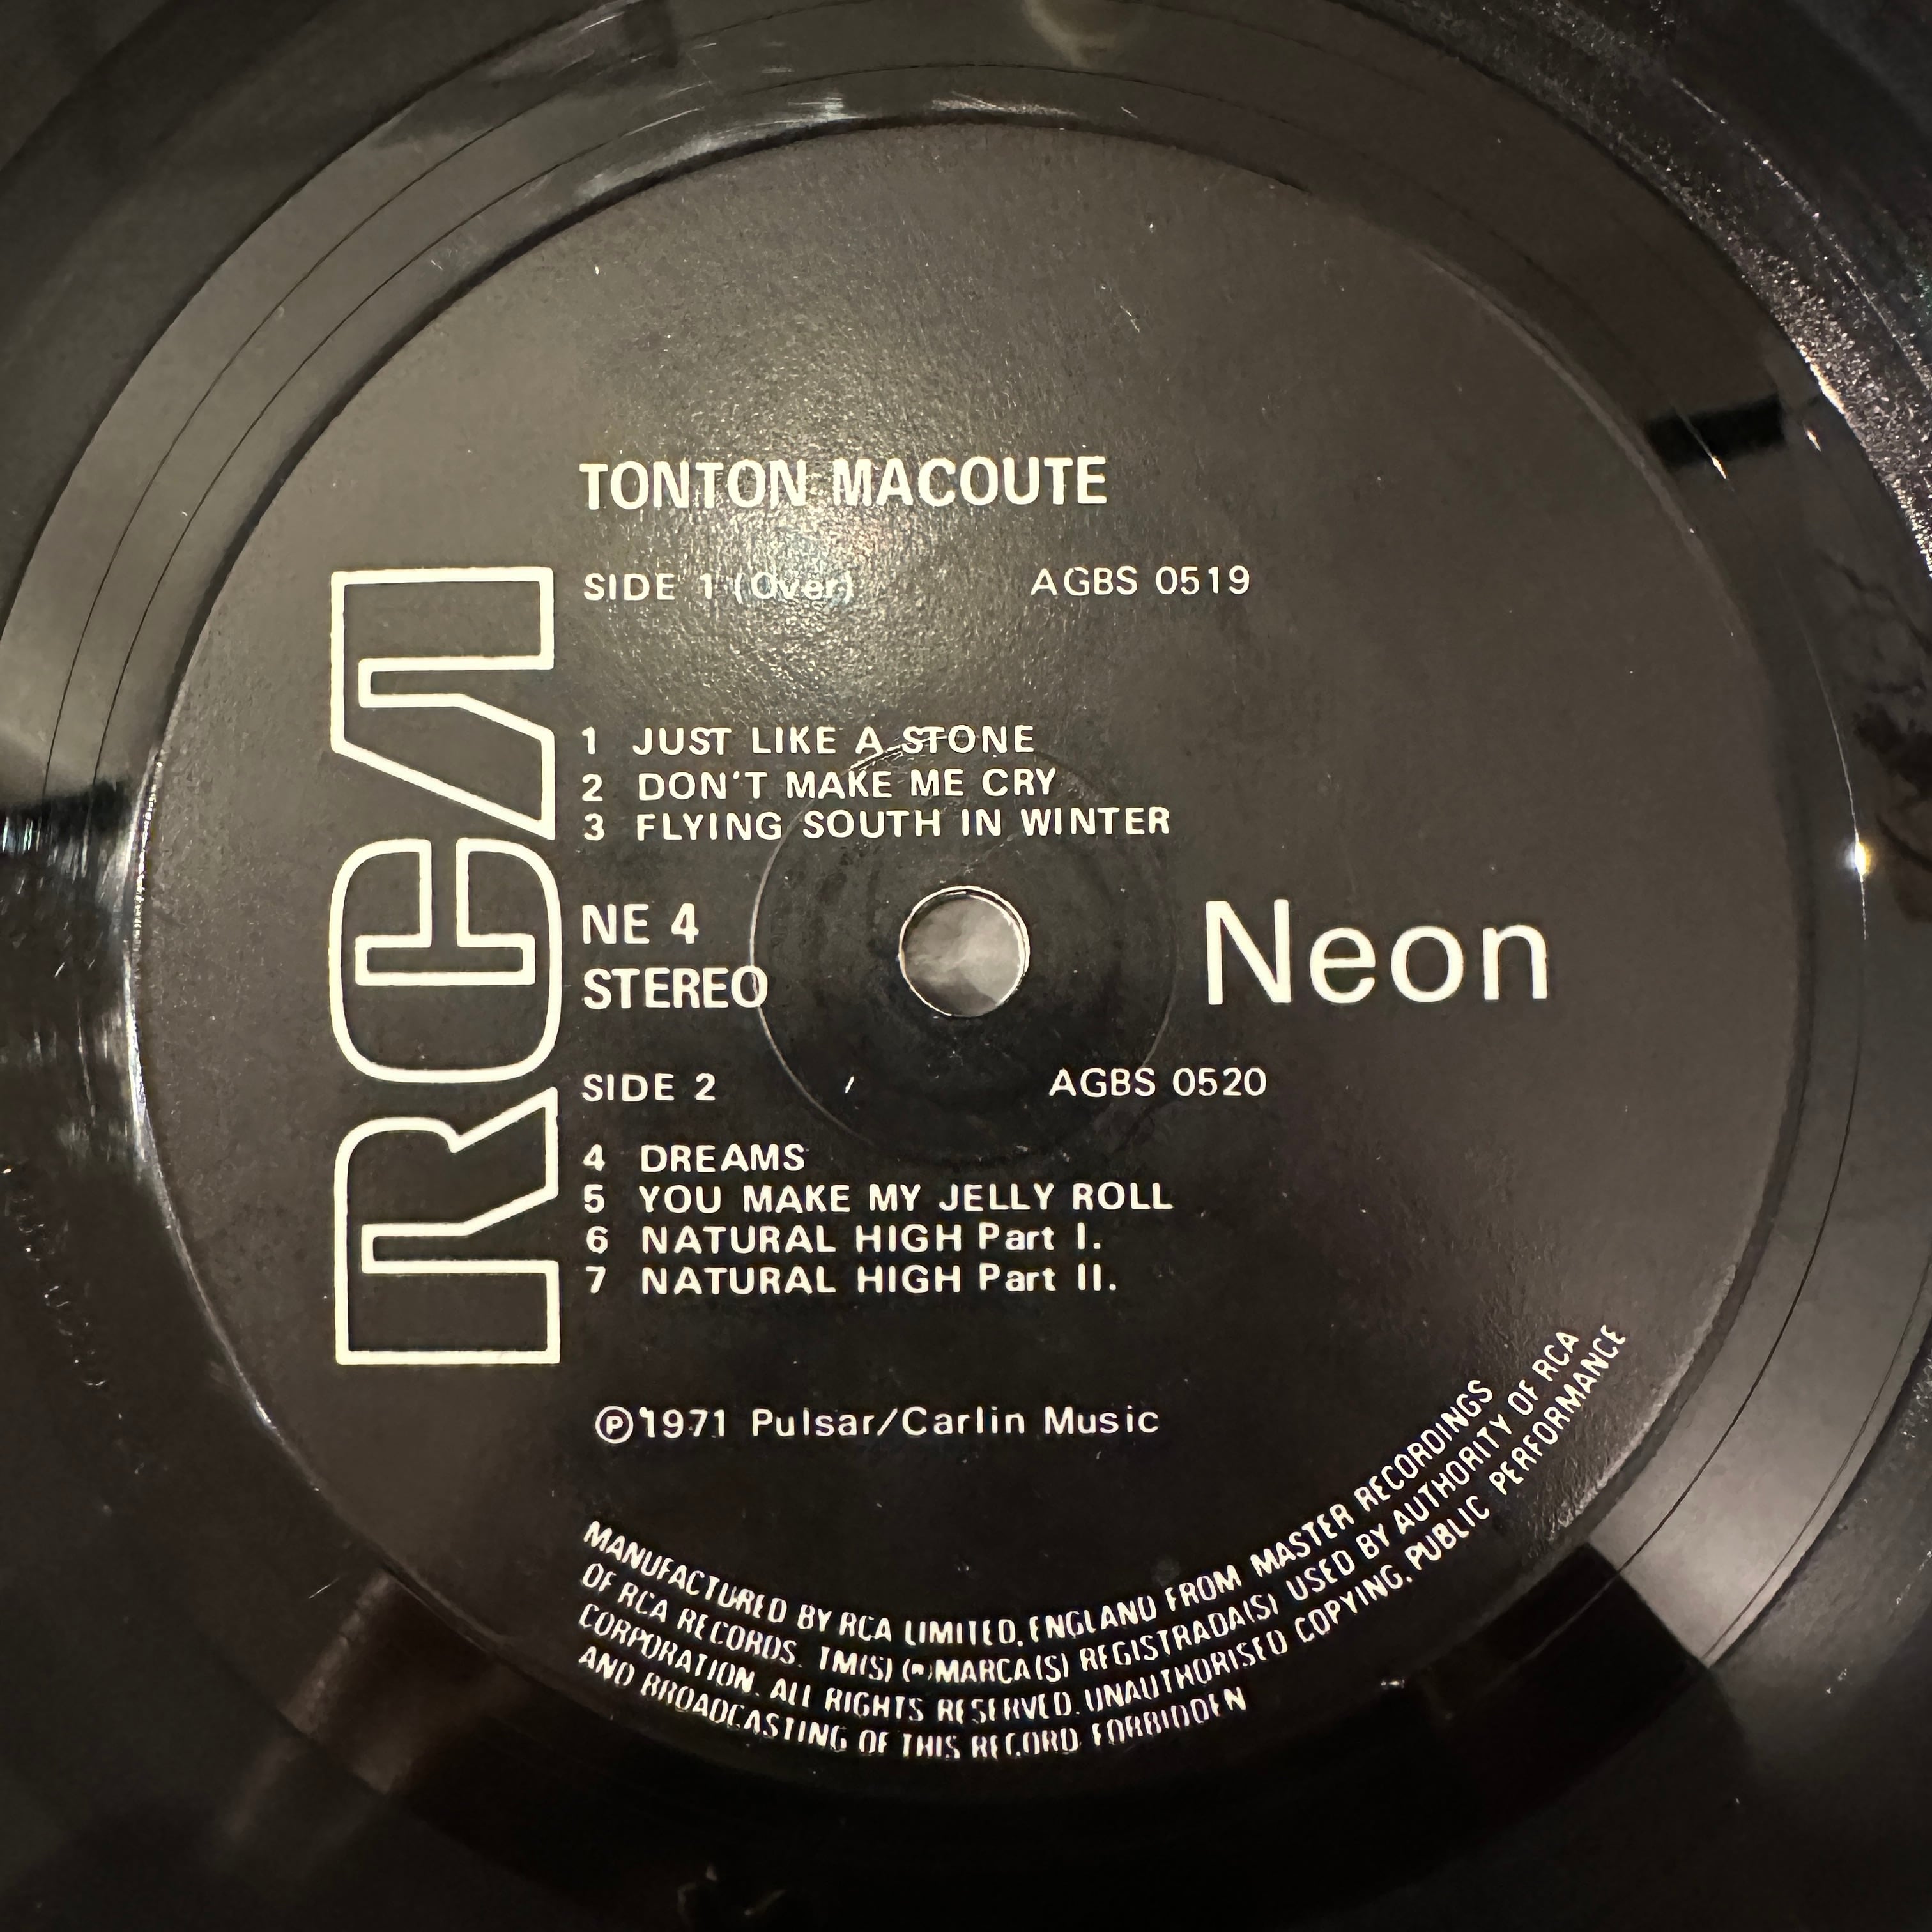 TONTON MACOUTE
SIDE 1 (Over) AGBS 0519
1 JUST LIKE A STONE
2 DON'T MAKE ME CRY
3 FLYING SOUTH IN WINTER
RCA
NE 4
STEREO
Neon
SIDE 2 AGBS 0520
4 DREAMS
5 YOU MAKE MY JELLY ROLL
6 NATURAL HIGH Part I.
7 NATURAL HIGH Part II.
℗1971 Pulsar/Carlin Music
MANUFACTURED BY RCA LIMITED, ENGLAND FROM MASTER RECORDINGS
OF RCA RECORDS. TM(S) (®) MARCA(S) REGISTRADA(S) USED BY AUTHORITY OF RCA
CORPORATION. ALL RIGHTS RESERVED. UNAUTHORISED COPYING, PUBLIC PERFORMANCE
AND BROADCASTING OF THIS RECORD FORBIDDEN